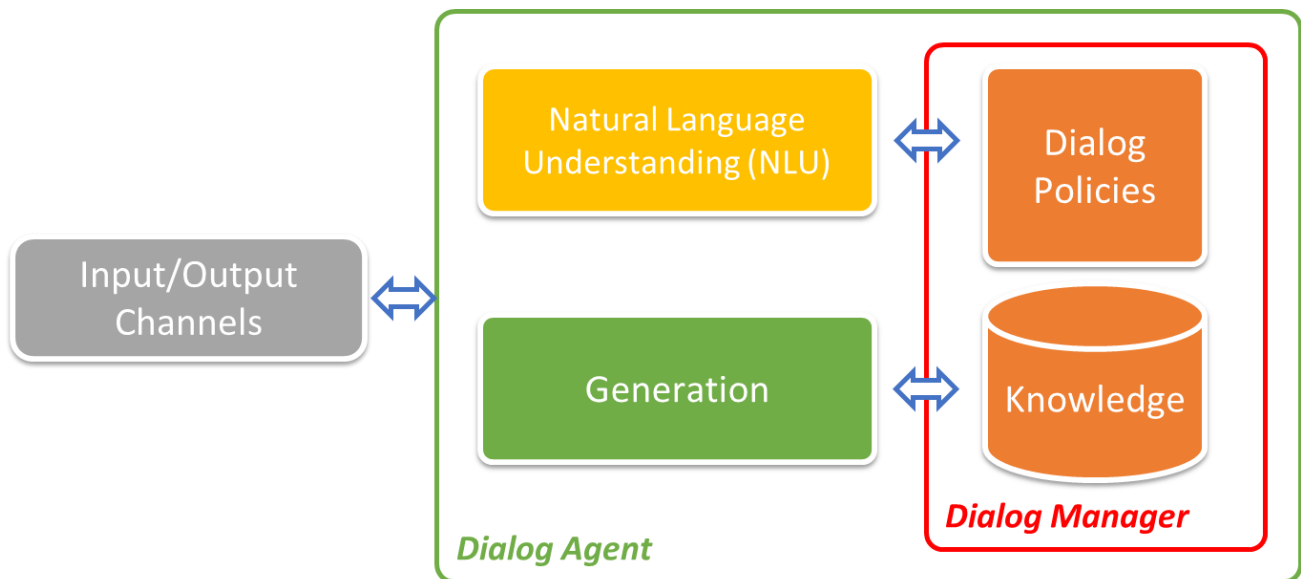 Natural Language
Understanding (NLU)
Dialog
Policies
Input/Output
Channels
Generation
Knowledge
Dialog Manager
Dialog Agent